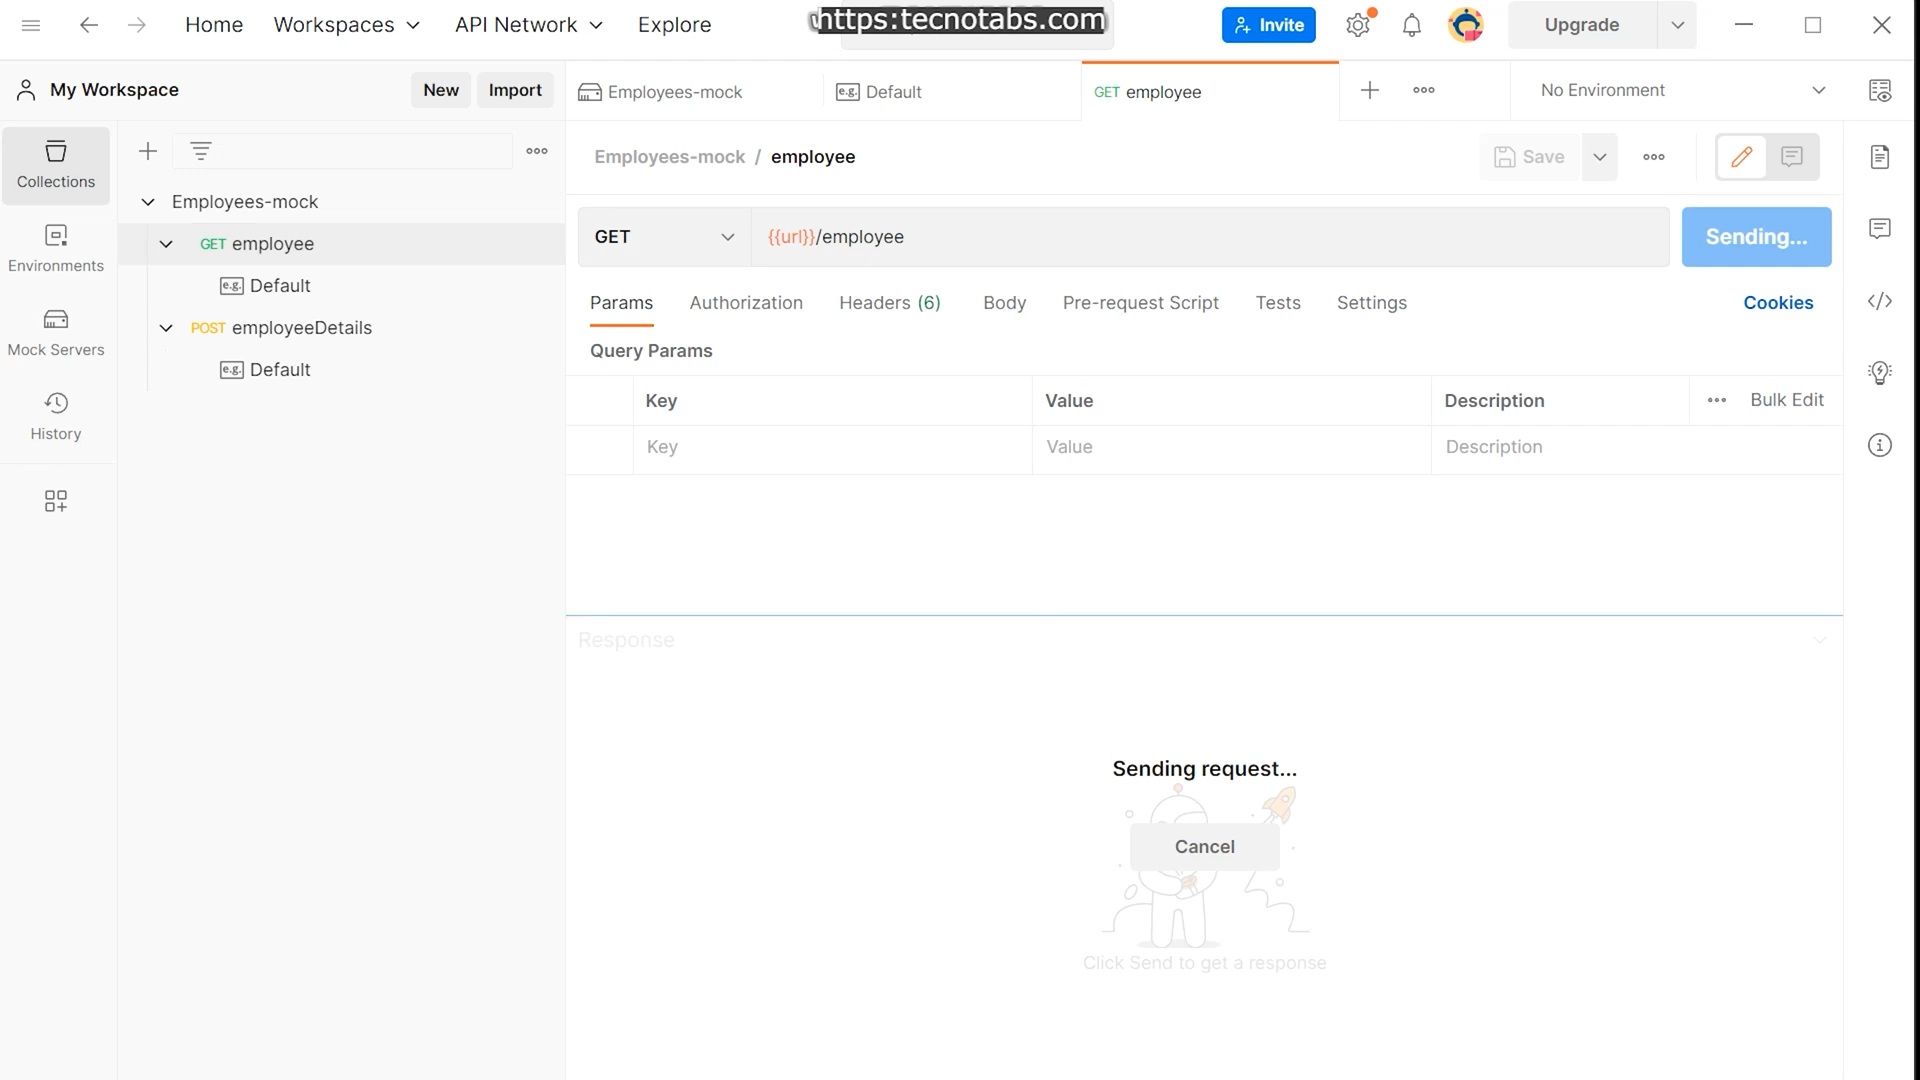 Home Workspaces API Network Explore https:tecnotabs.com Invite Upgrade
My Workspace New Import Employees-mock e.g. Default GET employee No Environment
Collections
Environments
Mock Servers
History
Employees-mock
GET employee
e.g. Default
POST employeeDetails
e.g. Default
Employees-mock / employee Save
GET {{url}}/employee Sending...
Params Authorization Headers (6) Body Pre-request Script Tests Settings Cookies
Query Params
Key Value Description Bulk Edit
Key Value Description
Response
Sending request...
Cancel
Click Send to get a response